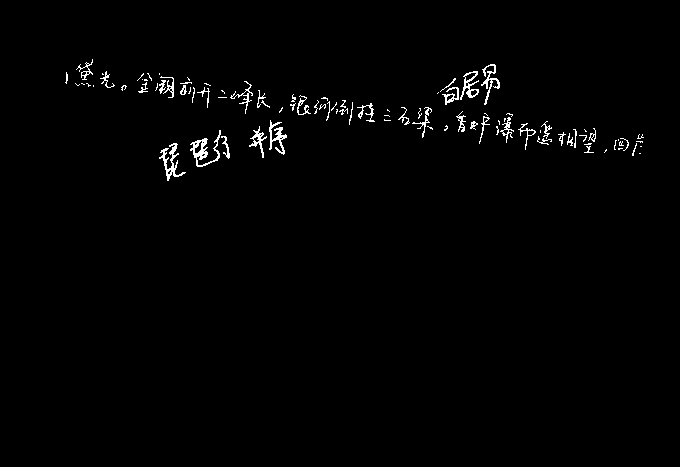 黛光。金阙前开二峰长，银河倒挂三石梁，香炉瀑布遥相望，回崖
白居易
琵琶行 并序